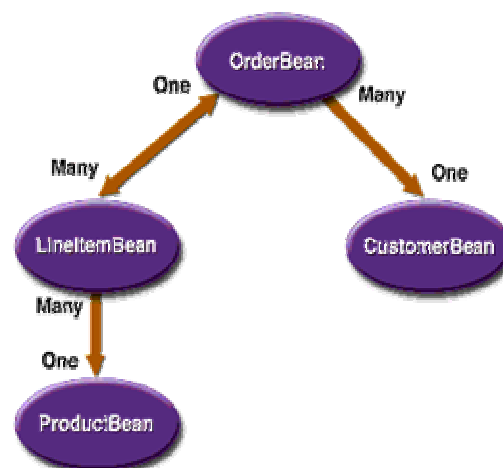 OrderBean
One
Many
Many
One
LineItemBean
CustomerBean
Many
One
ProductBean